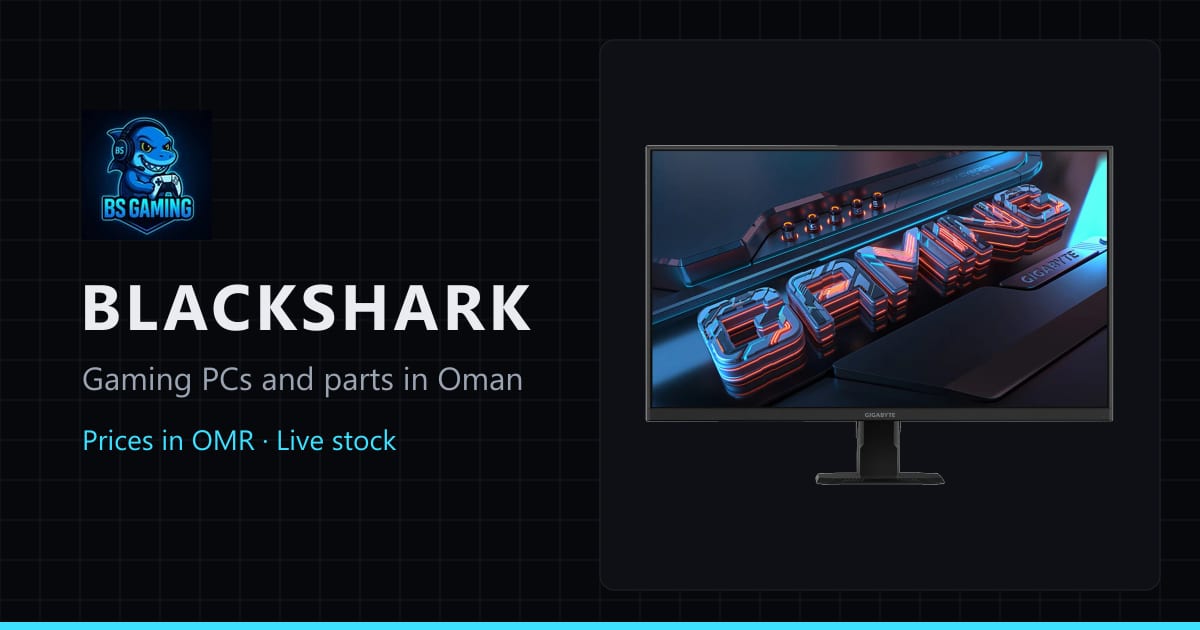 BS
BS GAMING
BLACKSHARK
Gaming PCs and parts in Oman
Prices in OMR · Live stock
GAMING
GIGABYTE
GIGABYTE